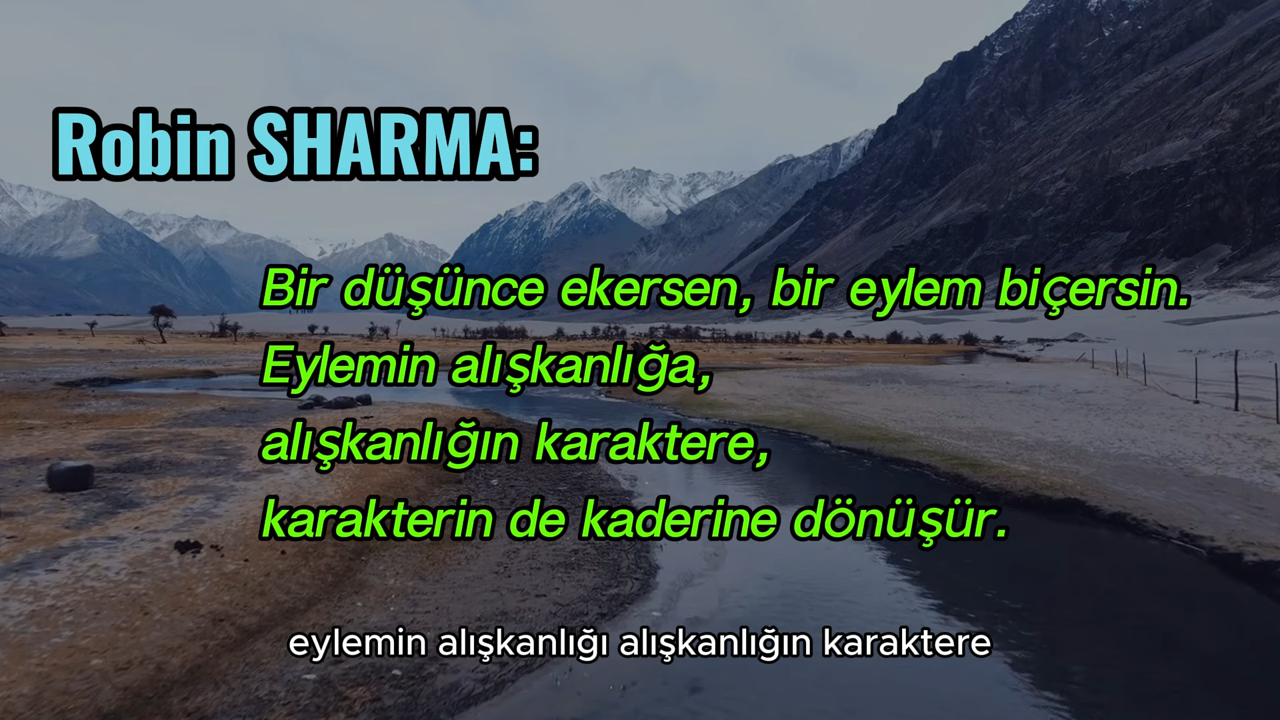 Robin SHARMA:
Bir düşünce ekersen, bir eylem biçersin.
Eylemin alışkanlığa,
alışkanlığın karaktere,
karakterin de kaderine dönüşür.
eylemin alışkanlığı alışkanlığın karaktere